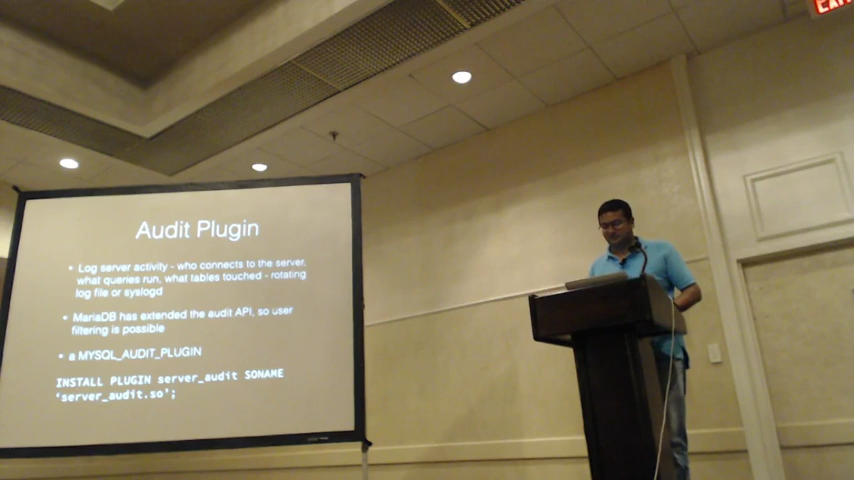 EXIT
Audit Plugin
• Log server activity - who connects to the server,
what queries run, what tables touched - rotating
log file or syslogd
• MariaDB has extended the audit API, so user
filtering is possible
• a MYSQL_AUDIT_PLUGIN
INSTALL PLUGIN server_audit SONAME
‘server_audit.so’;